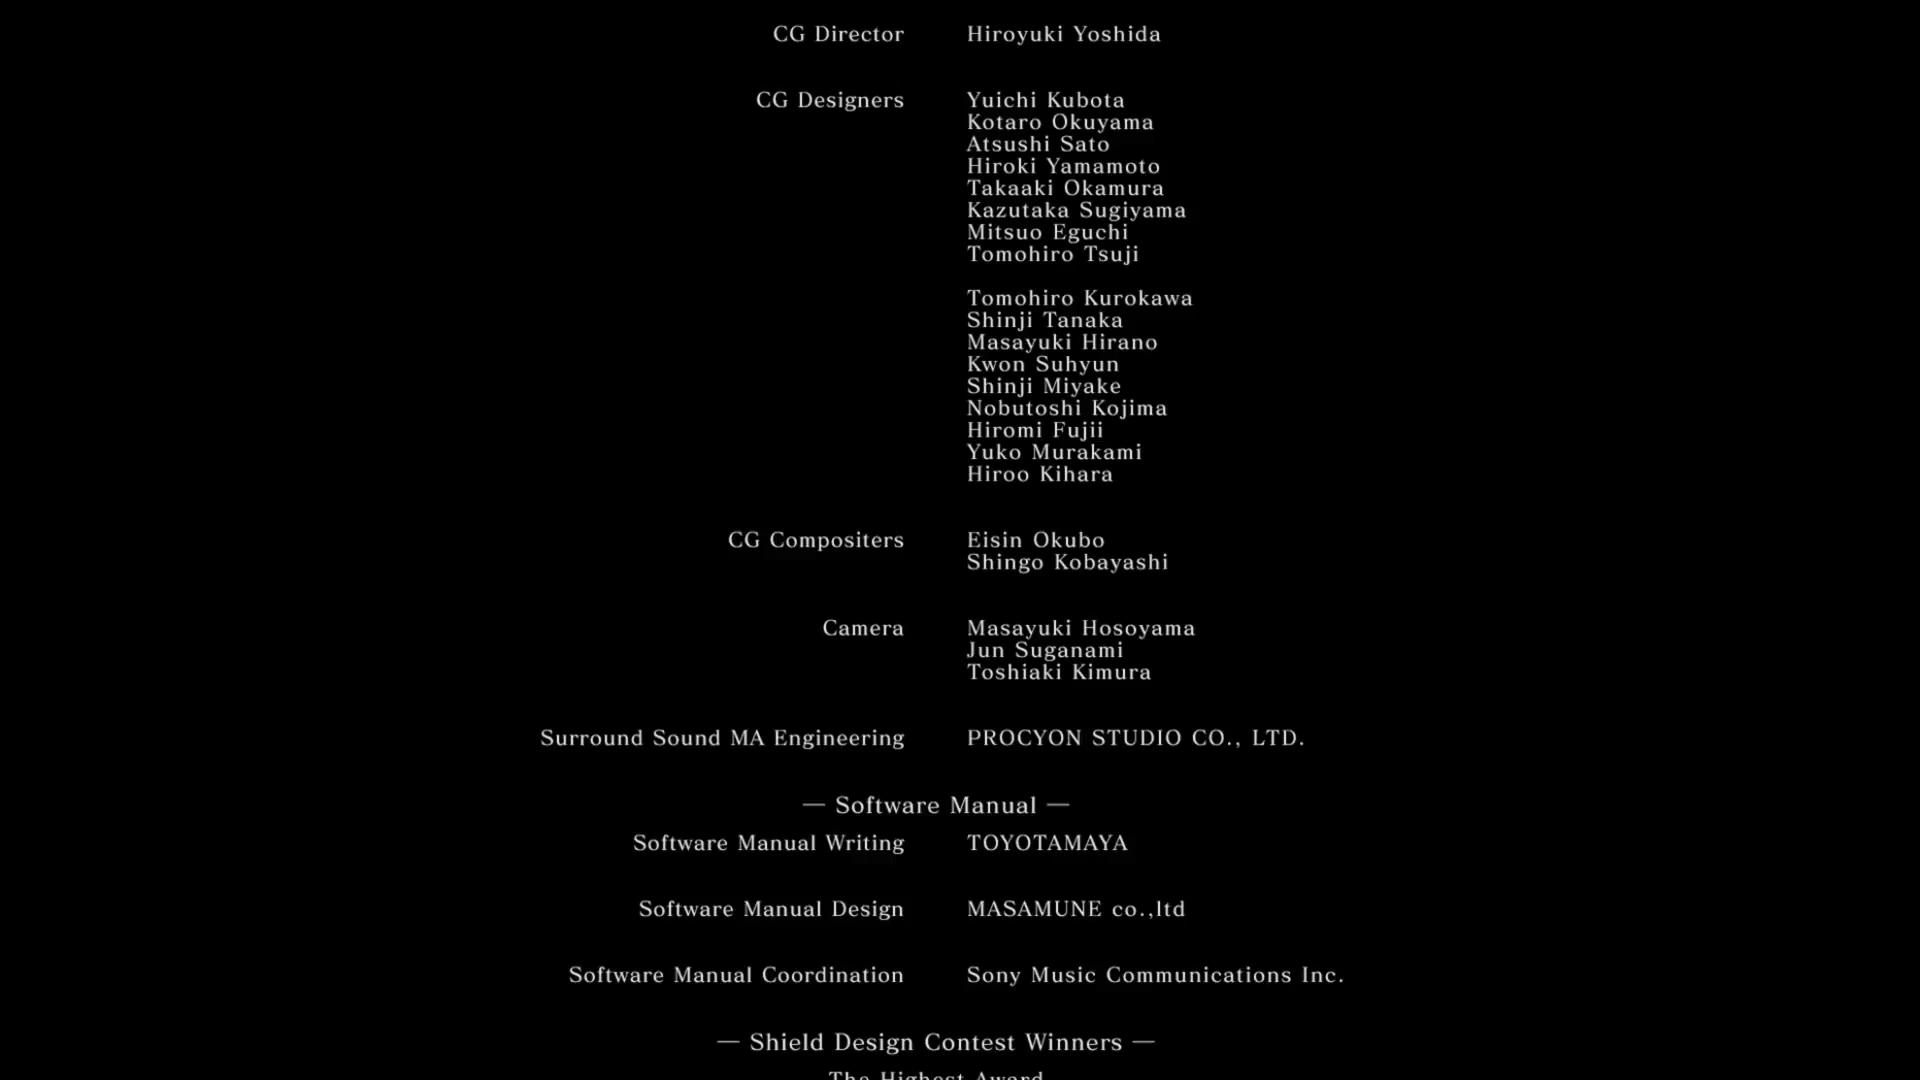 CG Director Hiroyuki Yoshida
CG Designers Yuichi Kubota
Kotaro Okuyama
Atsushi Sato
Hiroki Yamamoto
Takaaki Okamura
Kazutaka Sugiyama
Mitsuo Eguchi
Tomohiro Tsuji
Tomohiro Kurokawa
Shinji Tanaka
Masayuki Hirano
Kwon Suhyun
Shinji Miyake
Nobutoshi Kojima
Hiromi Fujii
Yuko Murakami
Hiroo Kihara
CG Compositers Eisin Okubo
Shingo Kobayashi
Camera Masayuki Hosoyama
Jun Suganami
Toshiaki Kimura
Surround Sound MA Engineering PROCYON STUDIO CO., LTD.
— Software Manual —
Software Manual Writing TOYOTAMAYA
Software Manual Design MASAMUNE co.,ltd
Software Manual Coordination Sony Music Communications Inc.
— Shield Design Contest Winners —
The Highest Award